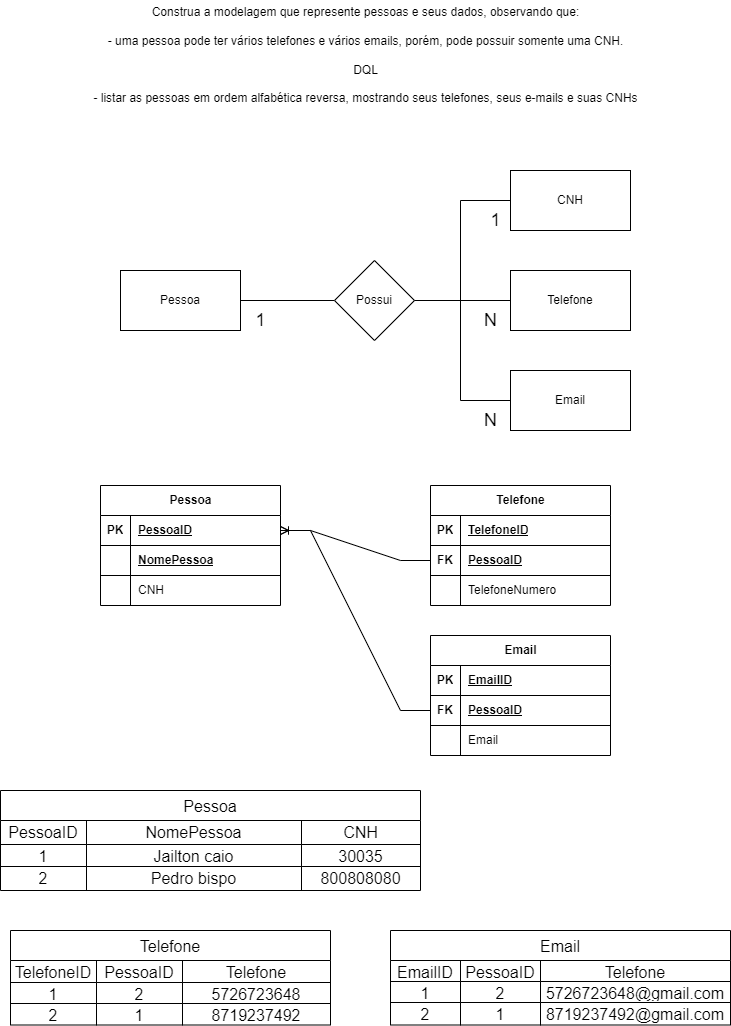 Construa a modelagem que represente pessoas e seus dados, observando que:
- uma pessoa pode ter vários telefones e vários emails, porém, pode possuir somente uma CNH.
DQL
- listar as pessoas em ordem alfabética reversa, mostrando seus telefones, seus e-mails e suas CNHs
CNH
1
Pessoa
1
Possui
Telefone
N
Email
N
Pessoa
PK PessoaID
NomePessoa
CNH
Telefone
PK TelefoneID
FK PessoaID
TelefoneNumero
Email
PK EmailID
FK PessoaID
Email
Pessoa
PessoaID NomePessoa CNH
1 Jailton caio 30035
2 Pedro bispo 800808080
Telefone
TelefoneID PessoaID Telefone
1 2 5726723648
2 1 8719237492
Email
EmailID PessoaID Telefone
1 2 5726723648@gmail.com
2 1 8719237492@gmail.com